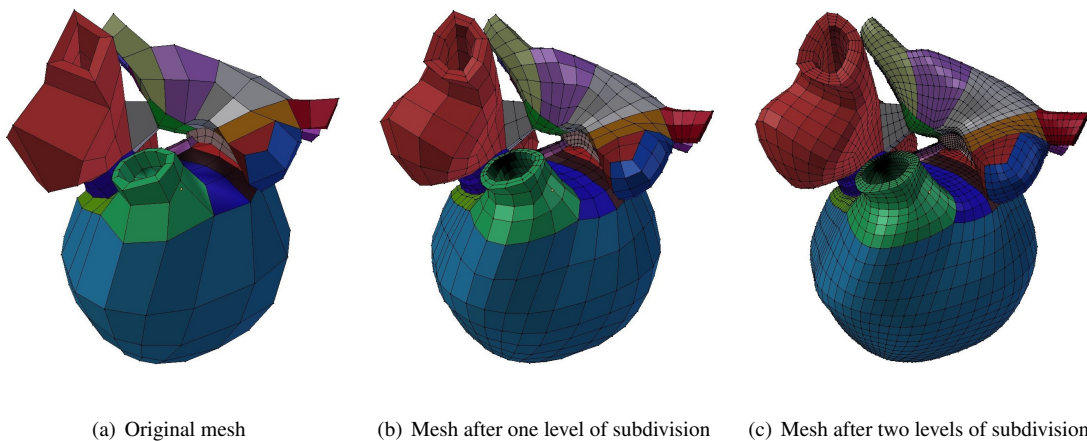 (a) Original mesh
(b) Mesh after one level of subdivision
(c) Mesh after two levels of subdivision